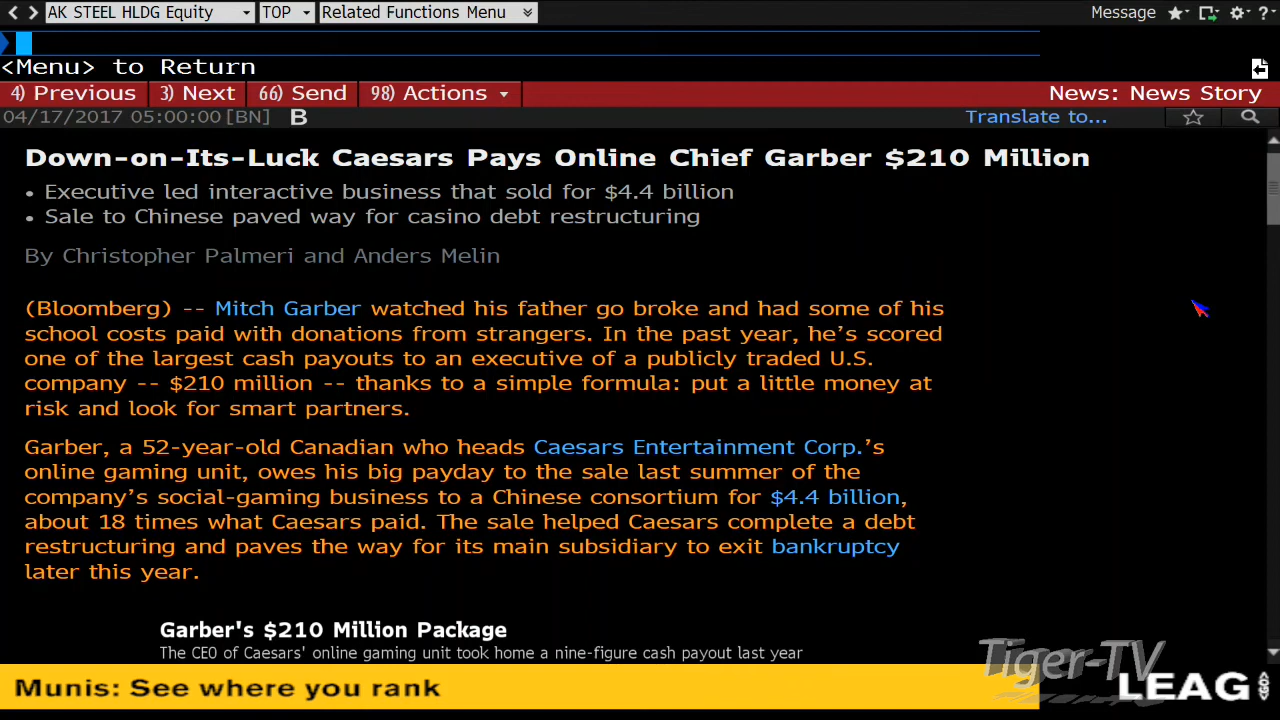 AK STEEL HLDG Equity TOP Related Functions Menu Message
<Menu> to Return
4) Previous 3) Next 66) Send 98) Actions News: News Story
04/17/2017 05:00:00 [BN] B Translate to...
Down-on-Its-Luck Caesars Pays Online Chief Garber $210 Million
• Executive led interactive business that sold for $4.4 billion
• Sale to Chinese paved way for casino debt restructuring
By Christopher Palmeri and Anders Melin
(Bloomberg) -- Mitch Garber watched his father go broke and had some of his
school costs paid with donations from strangers. In the past year, he's scored
one of the largest cash payouts to an executive of a publicly traded U.S.
company -- $210 million -- thanks to a simple formula: put a little money at
risk and look for smart partners.
Garber, a 52-year-old Canadian who heads Caesars Entertainment Corp.'s
online gaming unit, owes his big payday to the sale last summer of the
company's social-gaming business to a Chinese consortium for $4.4 billion,
about 18 times what Caesars paid. The sale helped Caesars complete a debt
restructuring and paves the way for its main subsidiary to exit bankruptcy
later this year.
Garber's $210 Million Package
The CEO of Caesars' online gaming unit took home a nine-figure cash payout last year
Tiger-TV
Munis: See where you rank LEAG